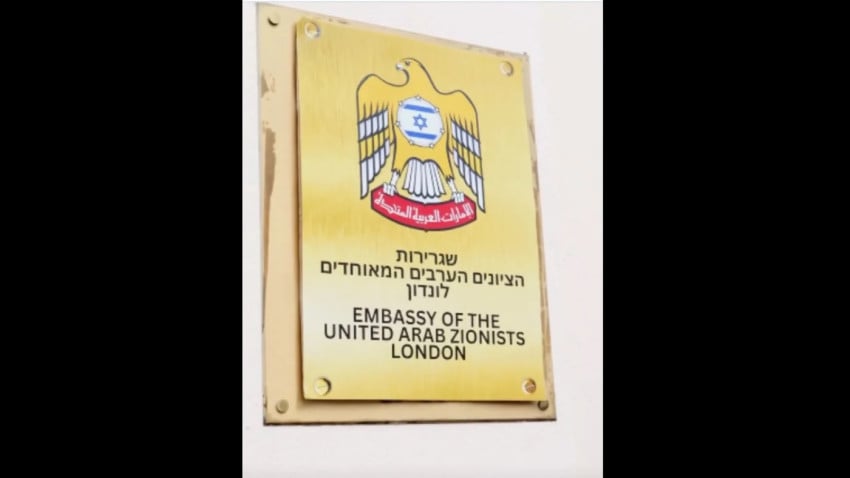 الإمارات العربية المتحدة
שגרירות
הציונים הערבים המאוחדים
לונדון
EMBASSY OF THE
UNITED ARAB ZIONISTS
LONDON